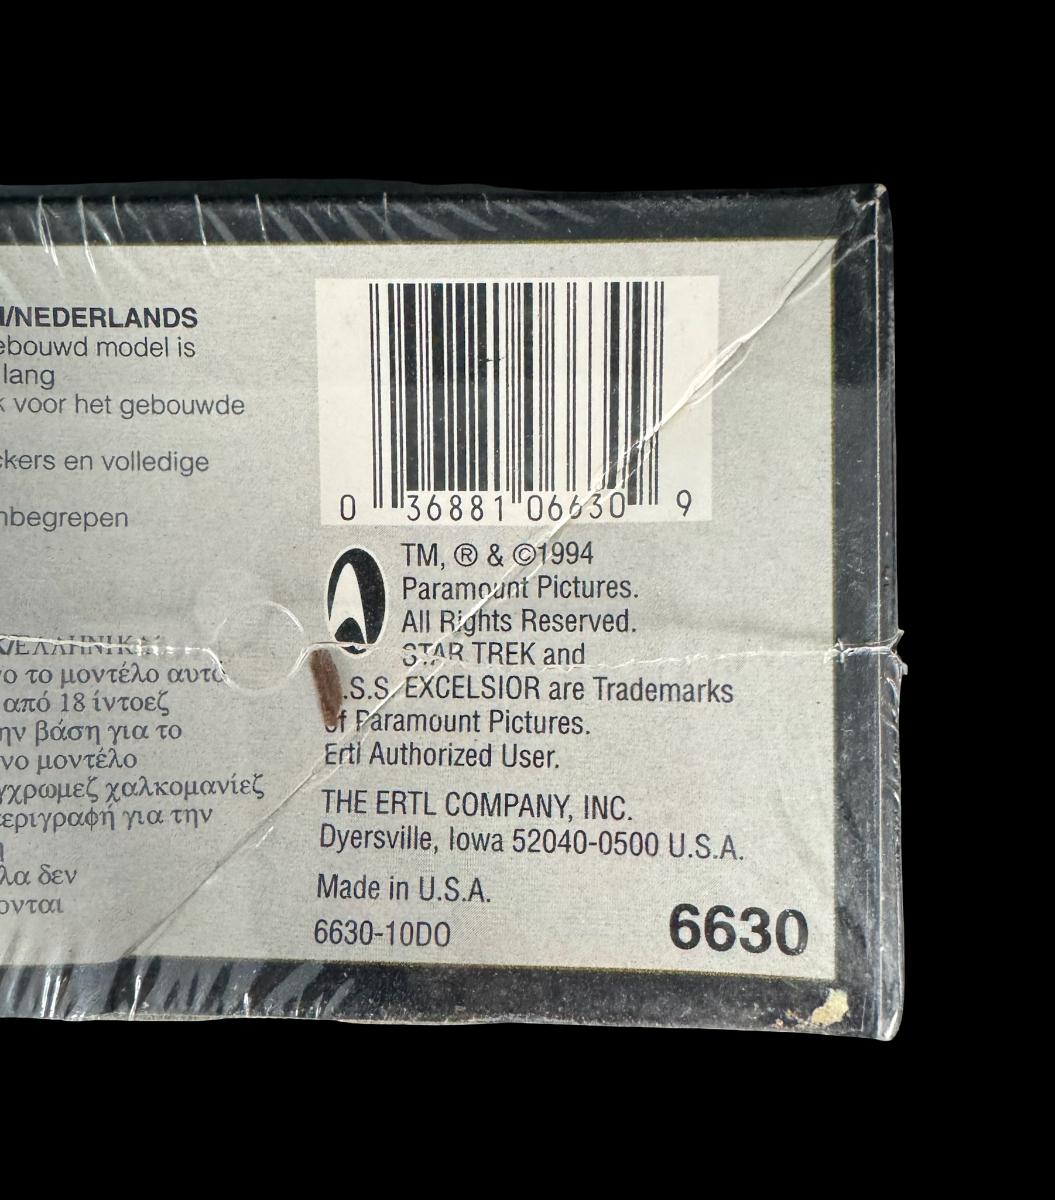 /NEDERLANDS
ebouwd model is
lang
k voor het gebouwde
ckers en volledige
nbegrepen
/ΕΛΛΗΝΙΚΑ
νο το μοντέλο αυτό
από 18 ίντοεζ
ην βάση για το
νο μοντέλο
γχρωμεζ χαλκομανίεζ
εριγραφή για την
η
λα δεν
ονται
0 36881 06630 9
TM, ® & ©1994
Paramount Pictures.
All Rights Reserved.
STAR TREK and
.S.S. EXCELSIOR are Trademarks
of Paramount Pictures.
Ertl Authorized User.
THE ERTL COMPANY, INC.
Dyersville, Iowa 52040-0500 U.S.A.
Made in U.S.A.
6630-10DO
6630